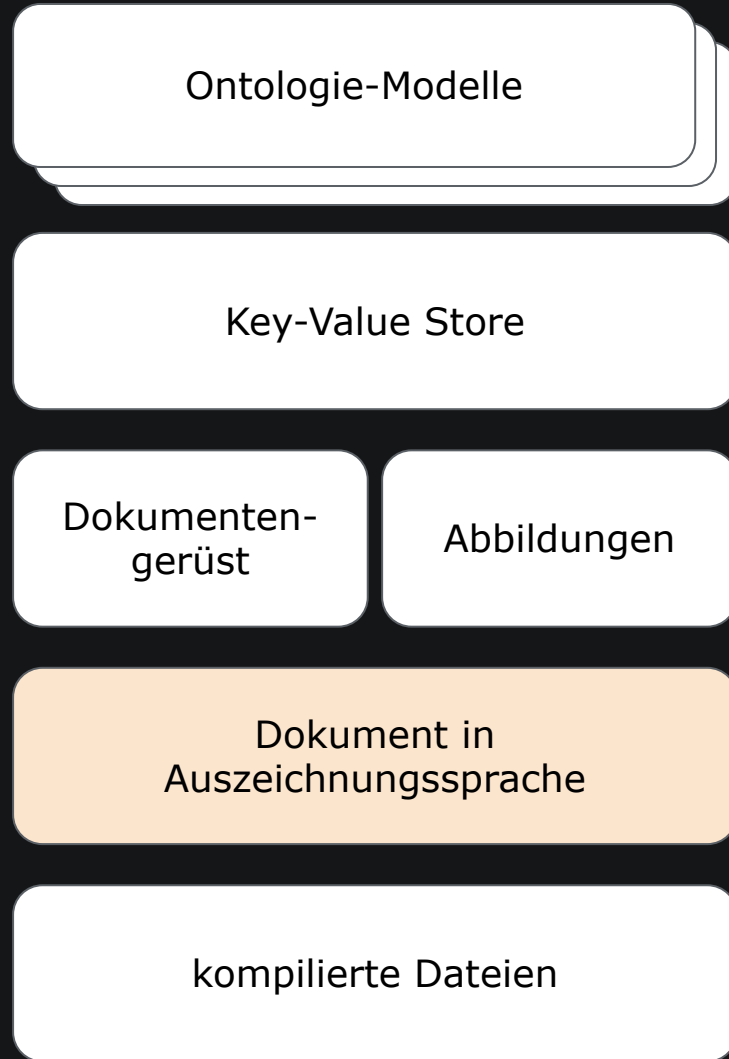 Ontologie-Modelle
Key-Value Store
Dokumenten-
gerüst
Abbildungen
Dokument in
Auszeichnungssprache
kompilierte Dateien